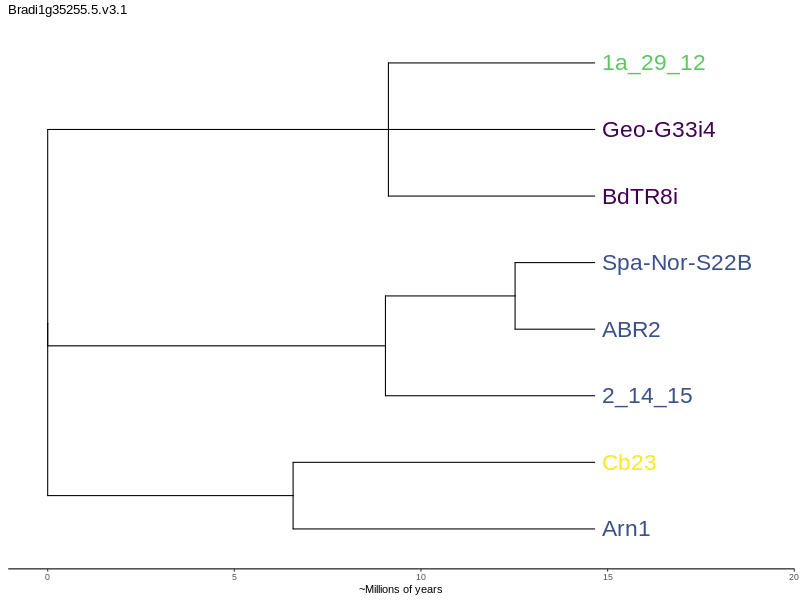 Bradi1g35255.5.v3.1
1a_29_12
Geo-G33i4
BdTR8i
Spa-Nor-S22B
ABR2
2_14_15
Cb23
Arn1
0 5 10 15 20
~Millions of years